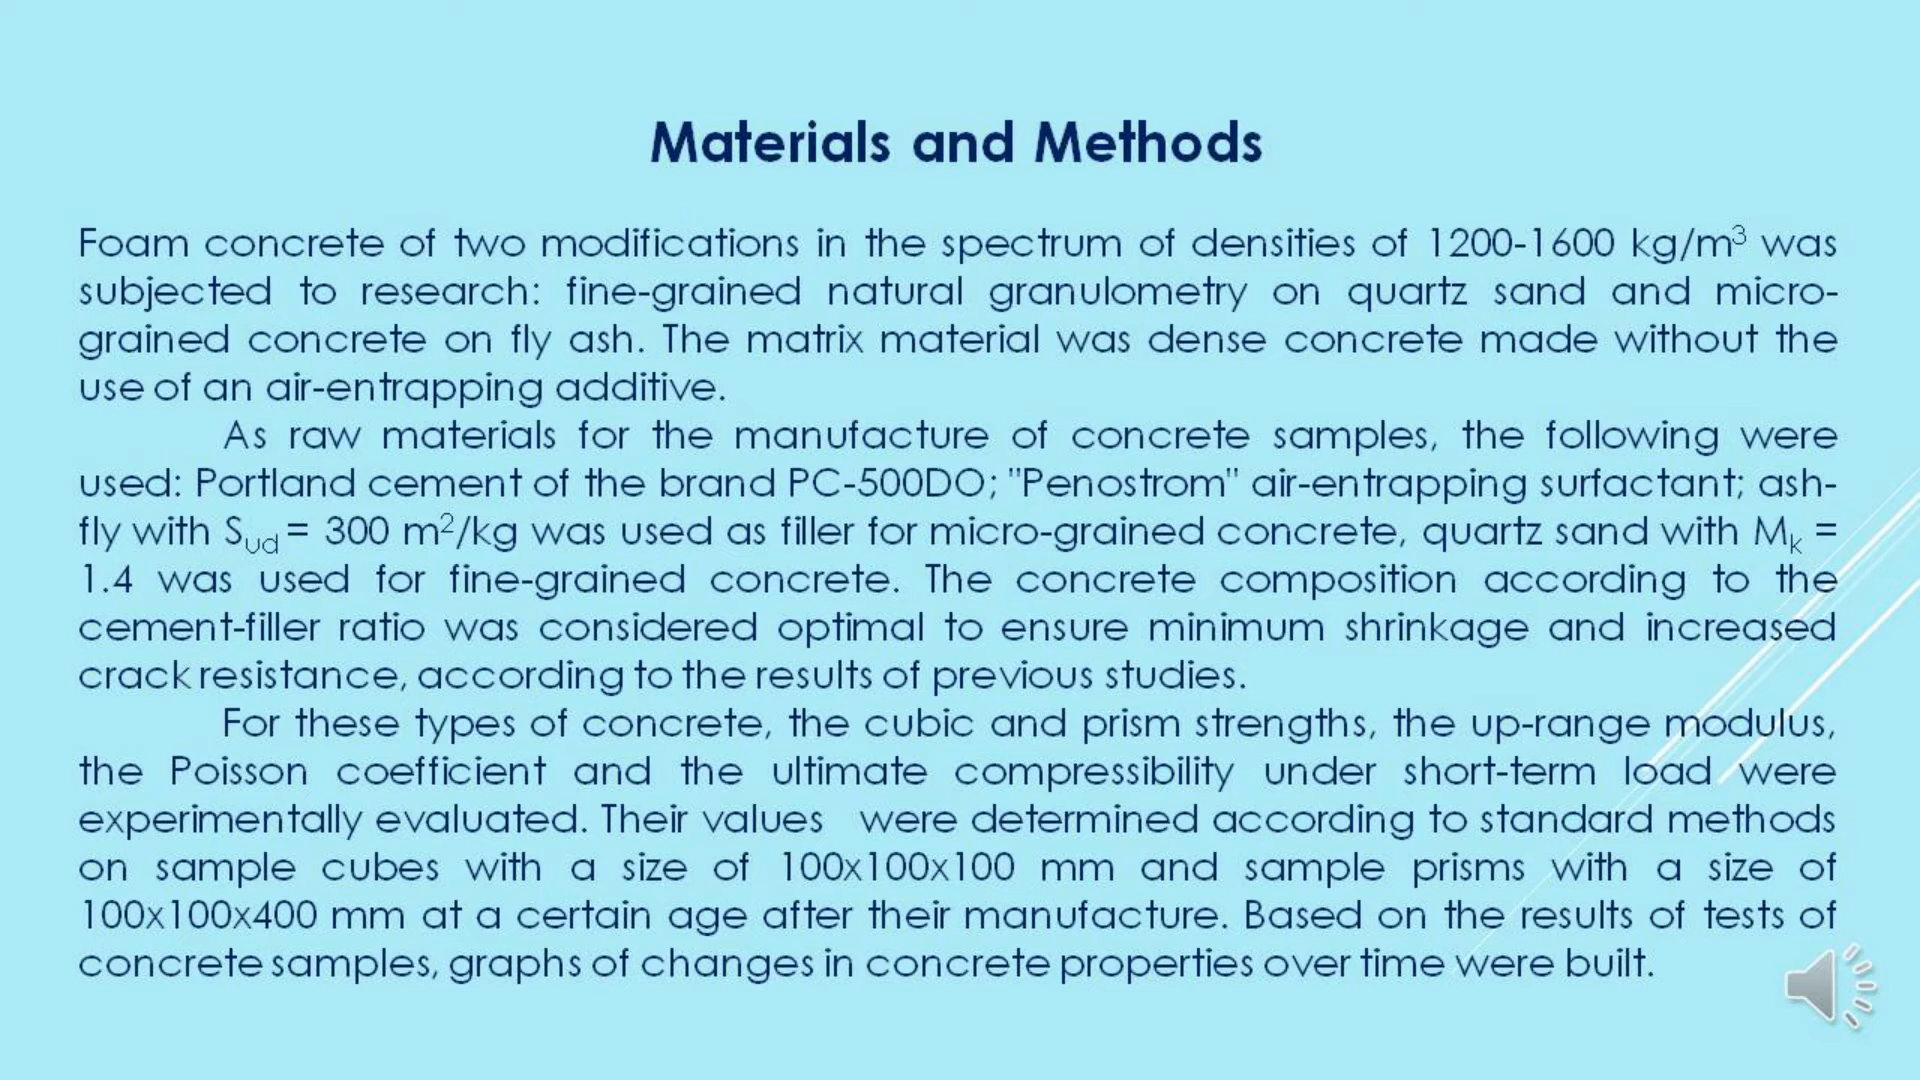 Materials and Methods
Foam concrete of two modifications in the spectrum of densities of 1200-1600 kg/m³ was
subjected to research: fine-grained natural granulometry on quartz sand and micro-
grained concrete on fly ash. The matrix material was dense concrete made without the
use of an air-entrapping additive.
As raw materials for the manufacture of concrete samples, the following were
used: Portland cement of the brand PC-500DO; "Penostrom" air-entrapping surfactant; ash-
fly with Sud = 300 m²/kg was used as filler for micro-grained concrete, quartz sand with Mk =
1.4 was used for fine-grained concrete. The concrete composition according to the
cement-filler ratio was considered optimal to ensure minimum shrinkage and increased
crack resistance, according to the results of previous studies.
For these types of concrete, the cubic and prism strengths, the up-range modulus,
the Poisson coefficient and the ultimate compressibility under short-term load were
experimentally evaluated. Their values were determined according to standard methods
on sample cubes with a size of 100x100x100 mm and sample prisms with a size of
100x100x400 mm at a certain age after their manufacture. Based on the results of tests of
concrete samples, graphs of changes in concrete properties over time were built.